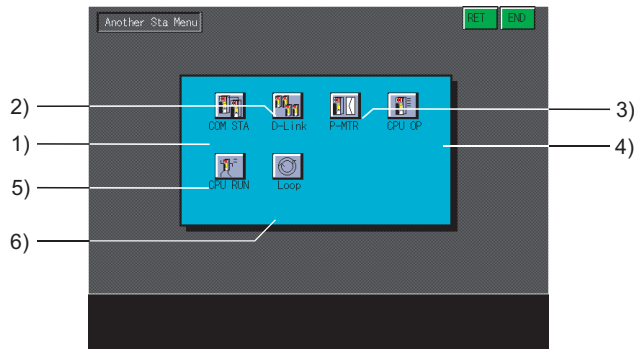 Another Sta Menu
RET END
2)
COM STA D-Link P-MTR CPU OP
3)
1)
4)
5)
CPU RUN Loop
6)